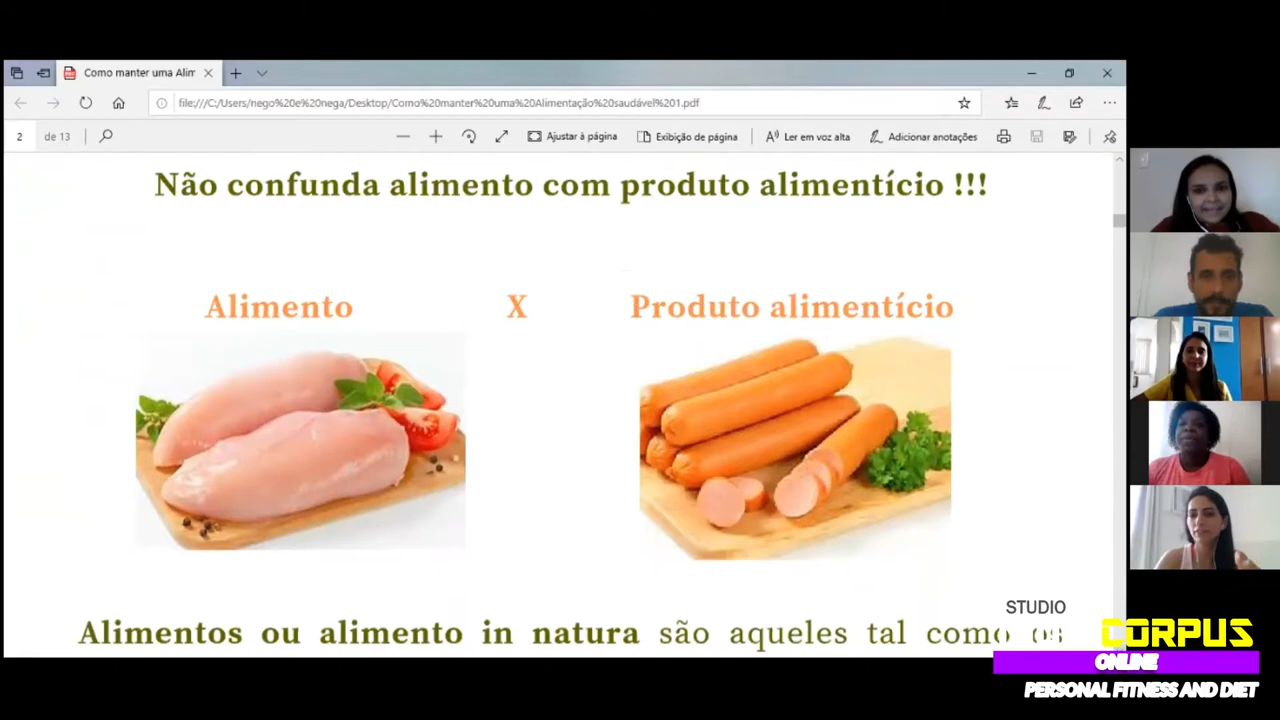 Como manter uma Alim
file:///C:/Users/nego%20e%20nega/Desktop/Como%20manter%20uma%20Alimentação%20saudável%201.pdf
2 de 13
Ajustar à página
Exibição de página
Ler em voz alta
Adicionar anotações
Não confunda alimento com produto alimentício !!!
Alimento X Produto alimentício
Alimentos ou alimento in natura são aqueles tal como os
STUDIO
CORPUS
ONLINE
PERSONAL FITNESS AND DIET